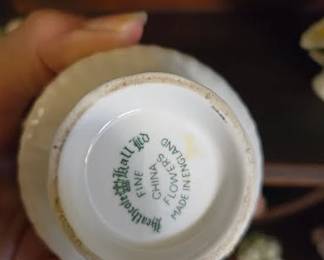 Heathcote Hall Ltd
FINE
CHINA
FLOWERS
MADE IN ENGLAND